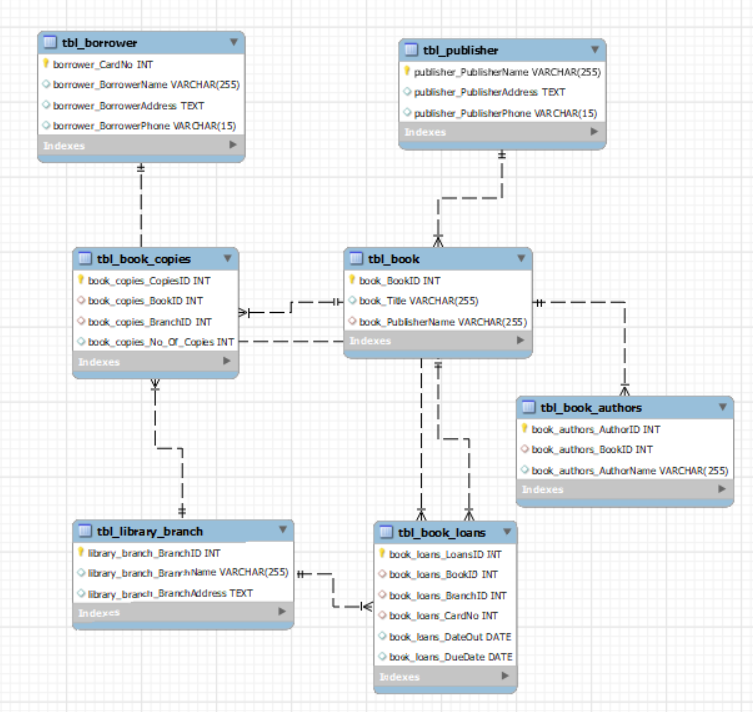 tbl_borrower
borrower_CardNo INT
borrower_BorrowerName VARCHAR(255)
borrower_BorrowerAddress TEXT
borrower_BorrowerPhone VARCHAR(15)
Indexes
tbl_publisher
publisher_PublisherName VARCHAR(255)
publisher_PublisherAddress TEXT
publisher_PublisherPhone VARCHAR(15)
Indexes
tbl_book_copies
book_copies_CopiesID INT
book_copies_BookID INT
book_copies_BranchID INT
book_copies_No_Of_Copies INT
Indexes
tbl_book
book_BookID INT
book_Title VARCHAR(255)
book_PublisherName VARCHAR(255)
Indexes
tbl_book_authors
book_authors_AuthorID INT
book_authors_BookID INT
book_authors_AuthorName VARCHAR(255)
Indexes
tbl_library_branch
library_branch_BranchID INT
library_branch_BranchName VARCHAR(255)
library_branch_BranchAddress TEXT
Indexes
tbl_book_loans
book_loans_LoansID INT
book_loans_BookID INT
book_loans_BranchID INT
book_loans_CardNo INT
book_loans_DateOut DATE
book_loans_DueDate DATE
Indexes